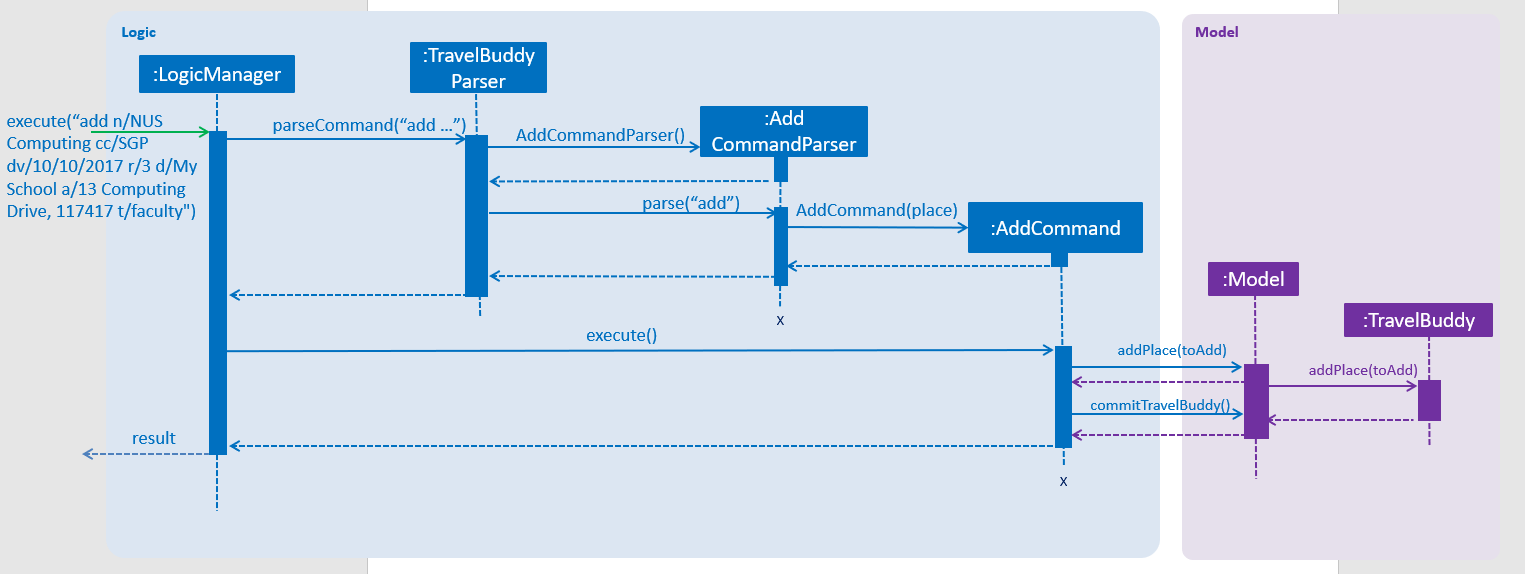 Logic
Model
:LogicManager
:TravelBuddy
Parser
execute(“add n/NUS
Computing cc/SGP
dv/10/10/2017 r/3 d/My
School a/13 Computing
Drive, 117417 t/faculty")
parseCommand(“add …”)
AddCommandParser()
:Add
CommandParser
parse(“add”)
AddCommand(place)
:AddCommand
:Model
:TravelBuddy
x
execute()
addPlace(toAdd)
addPlace(toAdd)
commitTravelBuddy()
result
x